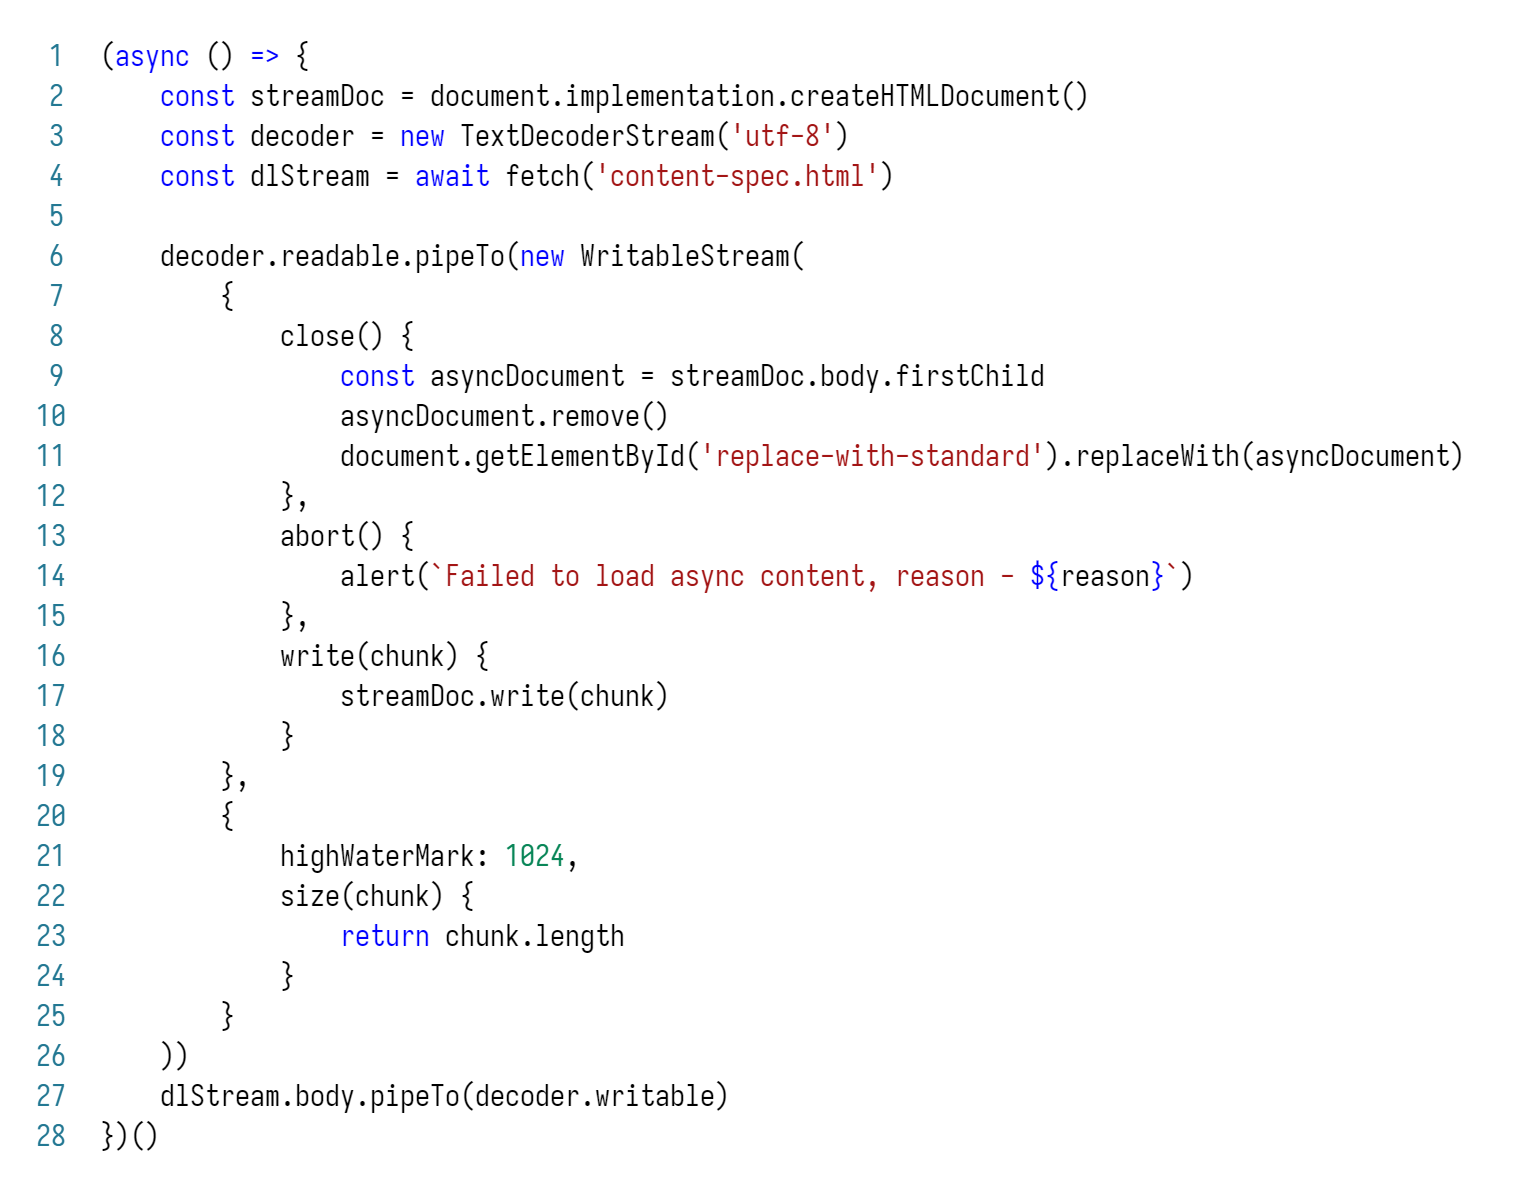 1 (async () => {
2     const streamDoc = document.implementation.createHTMLDocument()
3     const decoder = new TextDecoderStream('utf-8')
4     const dlStream = await fetch('content-spec.html')
5
6     decoder.readable.pipeTo(new WritableStream(
7         {
8             close() {
9                 const asyncDocument = streamDoc.body.firstChild
10                 asyncDocument.remove()
11                 document.getElementById('replace-with-standard').replaceWith(asyncDocument)
12             },
13             abort() {
14                 alert(`Failed to load async content, reason - ${reason}`)
15             },
16             write(chunk) {
17                 streamDoc.write(chunk)
18             }
19         },
20         {
21             highWaterMark: 1024,
22             size(chunk) {
23                 return chunk.length
24             }
25         }
26     ))
27     dlStream.body.pipeTo(decoder.writable)
28 })()